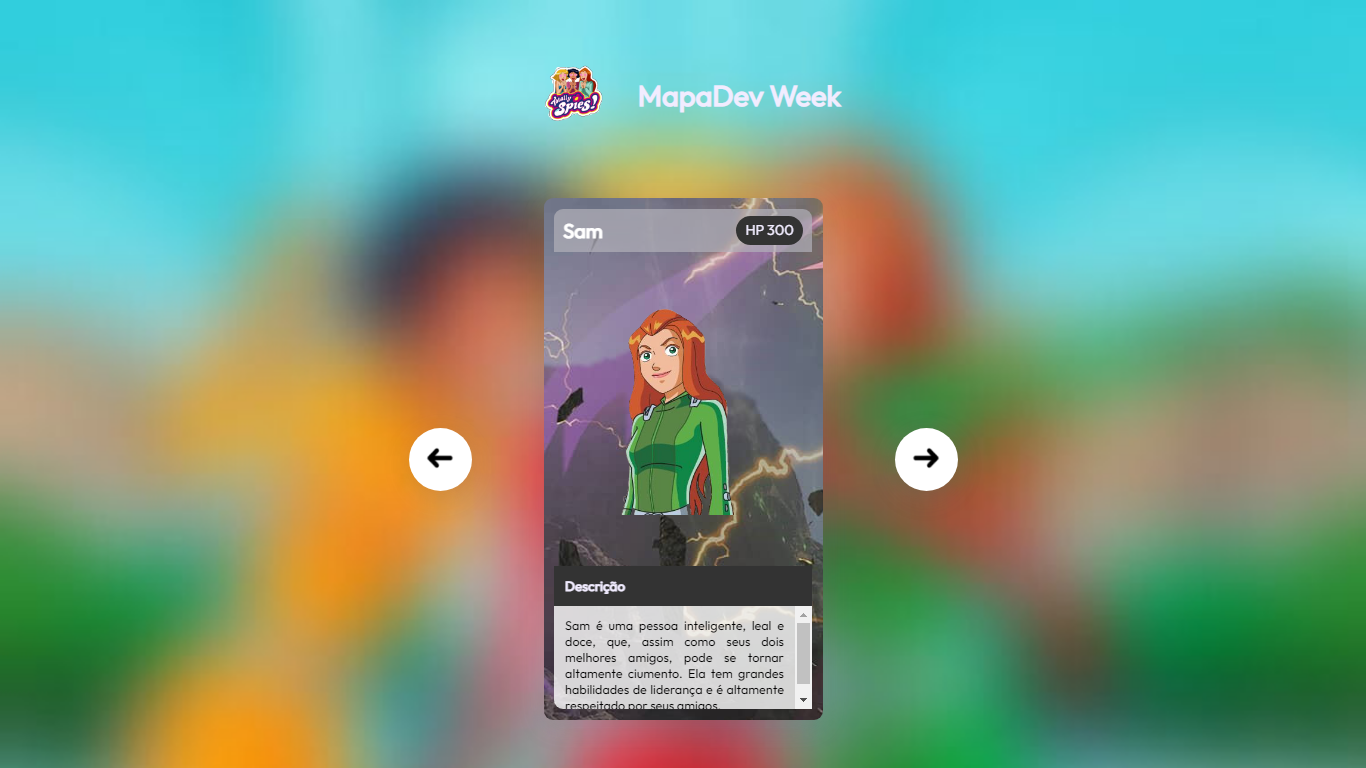 Really
Spies!
MapaDev Week
Sam
HP 300
Descrição
Sam é uma pessoa inteligente, leal e
doce, que, assim como seus dois
melhores amigos, pode se tornar
altamente ciumento. Ela tem grandes
habilidades de liderança e é altamente
respeitado por seus amigos.